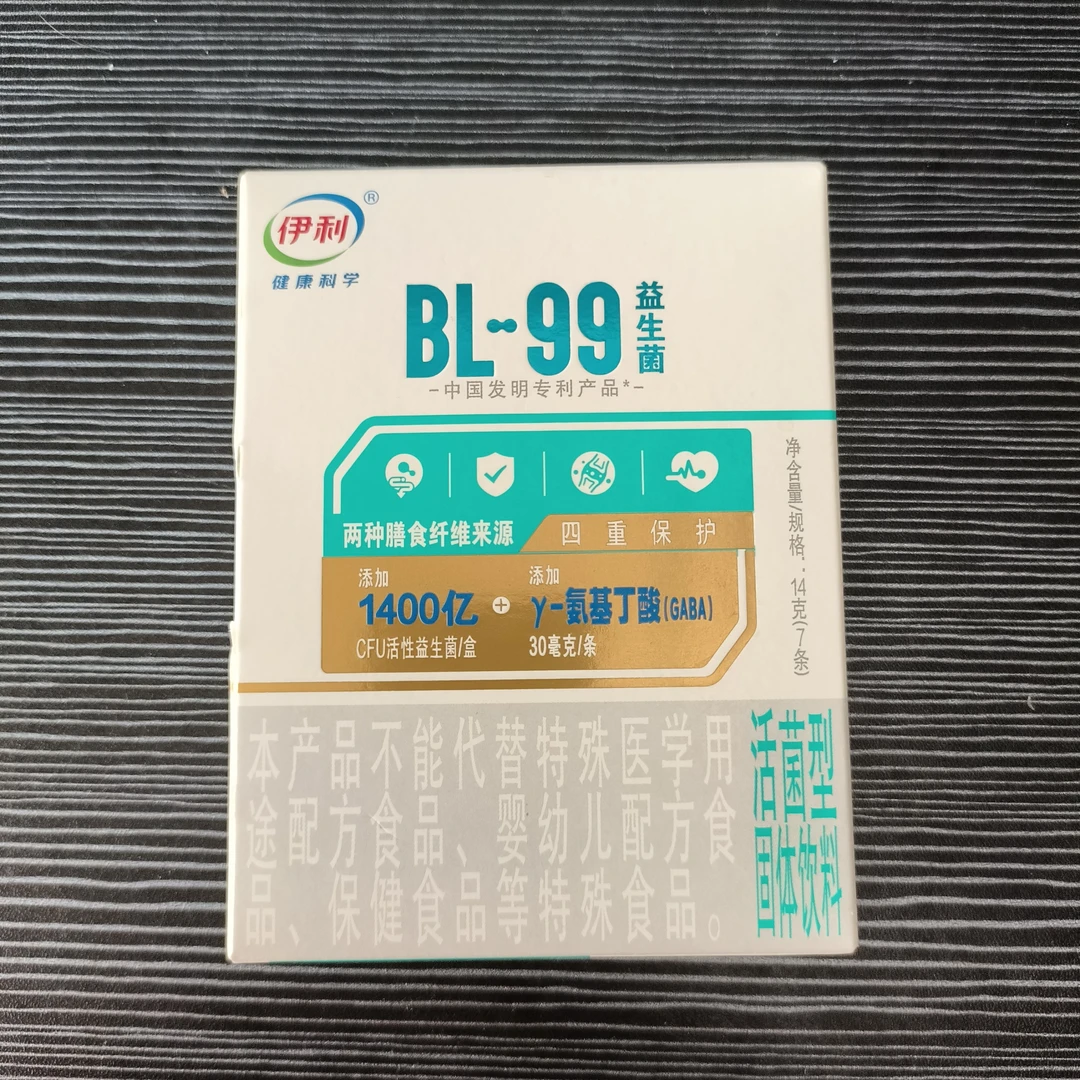 伊利®
健康科学
BL-99益生菌
-中国发明专利产品*-
净含量/规格:14克(7条)
两种膳食纤维来源
四重保护
添加
1400亿
CFU活性益生菌/盒
+
添加
γ-氨基丁酸(GABA)
30毫克/条
本产品不能代替特殊医学用
途配方食品、婴幼儿配方食
品、保健食品等特殊食品。
活菌型
固体饮料